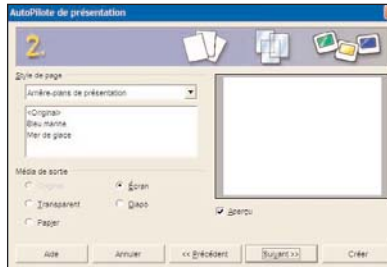 AutoPilote de présentation
2.
Style de page
Arrière-plans de présentation
<Original>
Bleu marine
Mer de glace
Média de sortie
Original
Écran
Transparent
Diapo
Papier
Aperçu
Aide
Annuler
<< Précédent
Suivant >>
Créer